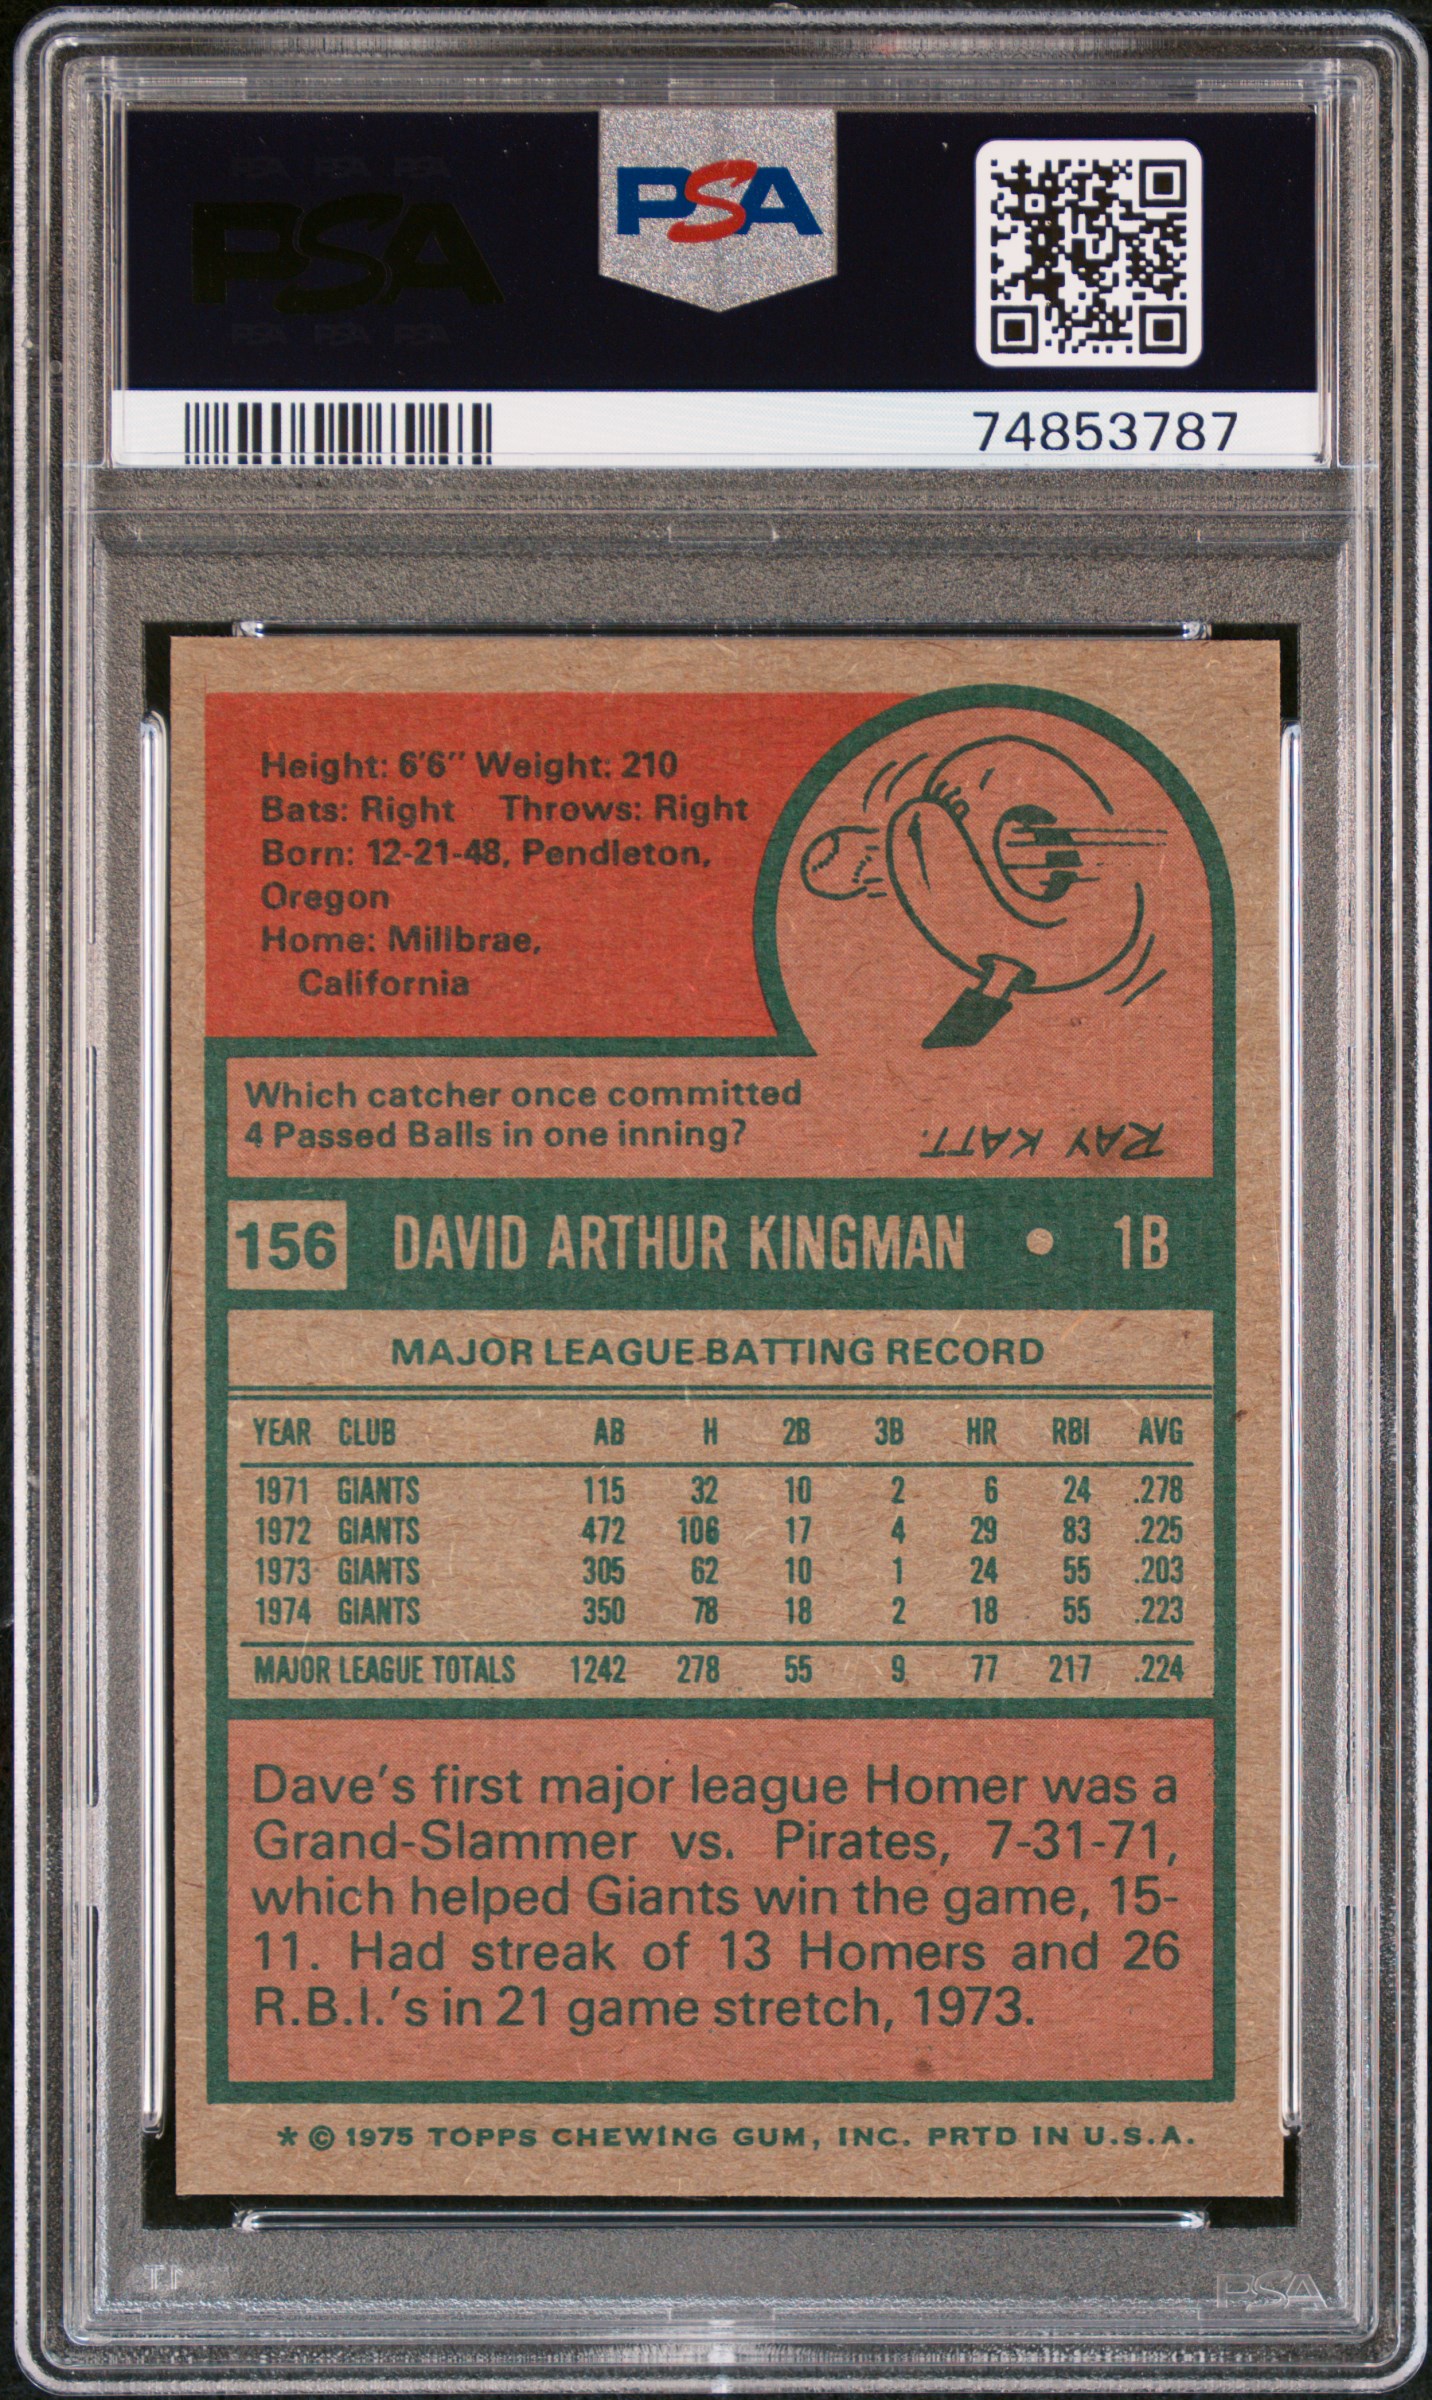 PSA PSA PSA
PSA
PSA PSA PSA
PSA
74853787
Height: 6'6" Weight: 210
Bats: Right Throws: Right
Born: 12-21-48, Pendleton,
Oregon
Home: Millbrae,
California
Which catcher once committed
4 Passed Balls in one inning?
RAY KATT.
156 DAVID ARTHUR KINGMAN • 1B
MAJOR LEAGUE BATTING RECORD
YEAR CLUB AB H 2B 3B HR RBI AVG
1971 GIANTS 115 32 10 2 6 24 .278
1972 GIANTS 472 106 17 4 29 83 .225
1973 GIANTS 305 62 10 1 24 55 .203
1974 GIANTS 350 78 18 2 18 55 .223
MAJOR LEAGUE TOTALS 1242 278 55 9 77 217 .224
Dave's first major league Homer was a
Grand-Slammer vs. Pirates, 7-31-71,
which helped Giants win the game, 15-
11. Had streak of 13 Homers and 26
R.B.I.'s in 21 game stretch, 1973.
* © 1975 TOPPS CHEWING GUM, INC. PRTD IN U.S.A.
PSA